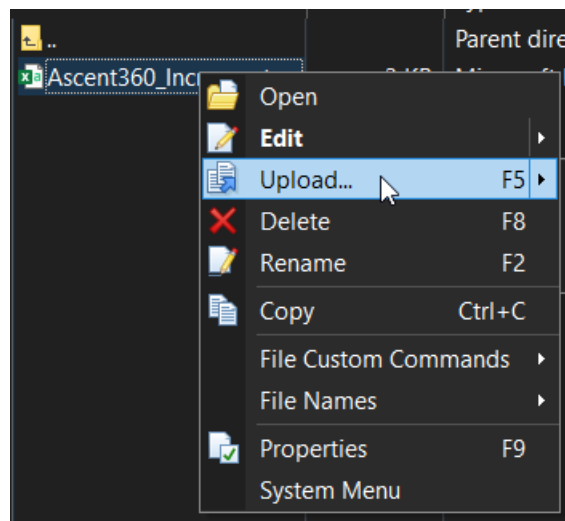 ..
Parent dire
Ascent360_Incr
Open
Edit
Upload... F5
Delete F8
Rename F2
Copy Ctrl+C
File Custom Commands
File Names
Properties F9
System Menu